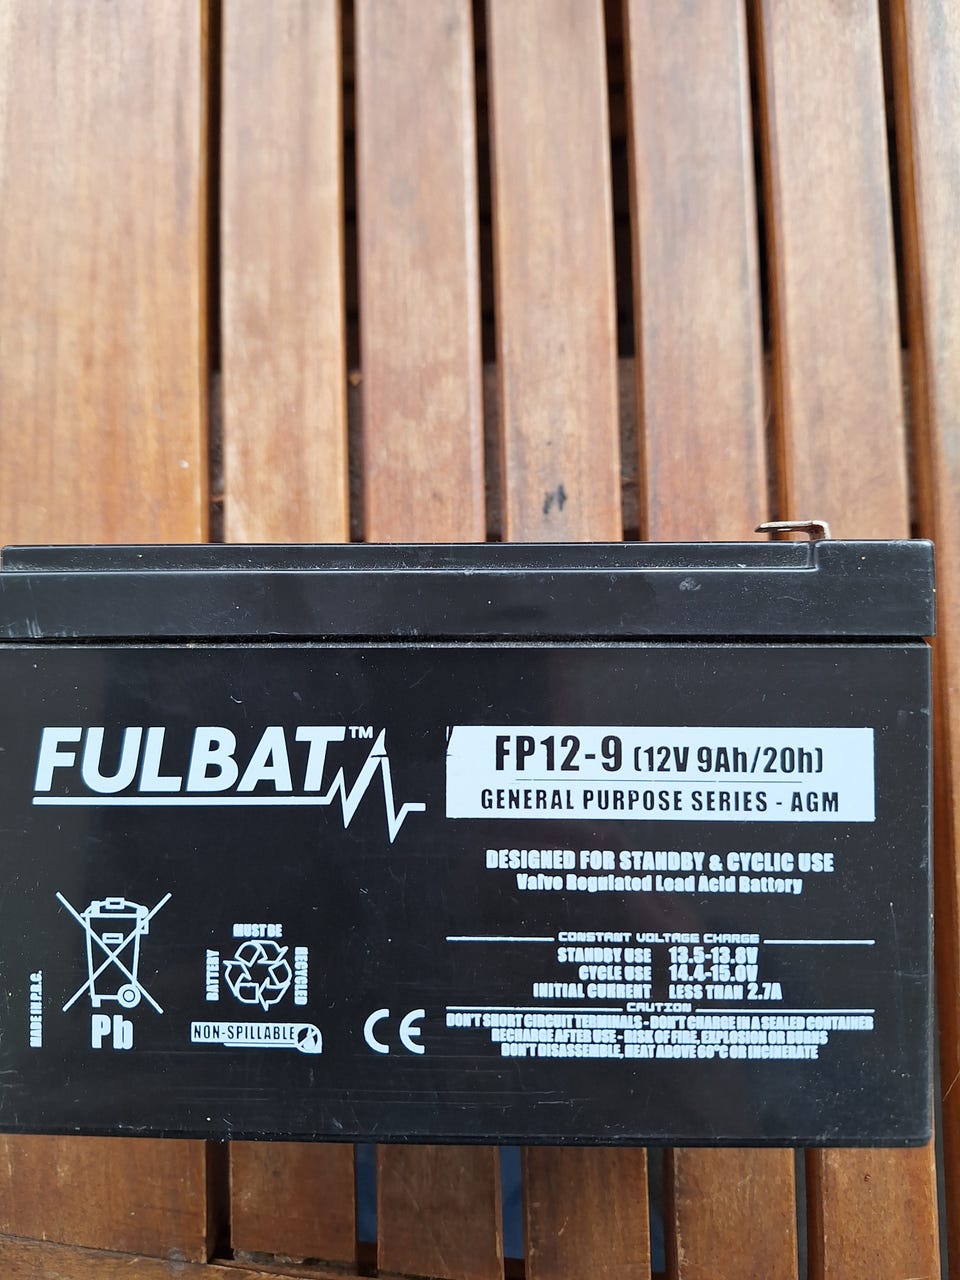 FULBAT™
FP12-9 (12V 9Ah/20h)
GENERAL PURPOSE SERIES - AGM
DESIGNED FOR STANDBY & CYCLIC USE
Valve Regulated Lead Acid Battery
CONSTANT VOLTAGE CHARGE
STANDBY USE 13.5-13.8V
CYCLE USE 14.4-15.0V
INITIAL CURRENT LESS THAN 2.7A
CAUTION
DON'T SHORT CIRCUIT TERMINALS - DON'T CHARGE IN A SEALED CONTAINER
RECHARGE AFTER USE - RISK OF FIRE, EXPLOSION OR BURNS
DON'T DISASSEMBLE, HEAT ABOVE 60°C OR INCINERATE
MADE IN P.R.C.
Pb
BATTERY
MUST BE
RECYCLED
NON-SPILLABLE
CE